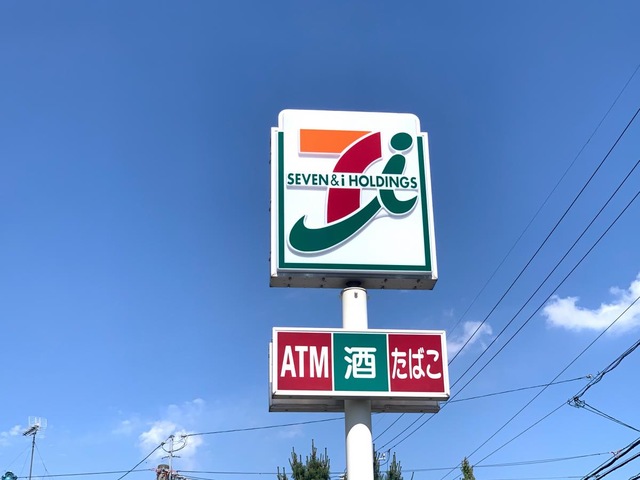 SEVEN&i HOLDINGS
ATM 酒 たばこ